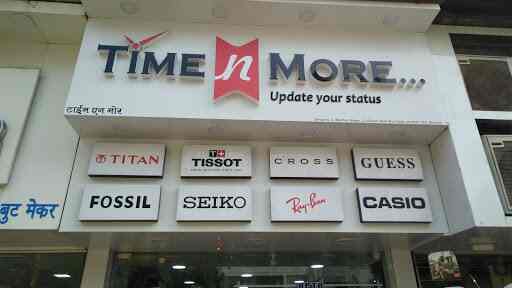 TIME n MORE...
Update your status
टाईम एन मोर
TITAN
TISSOT
CROSS
GUESS
FOSSIL
SEIKO
Ray-Ban
CASIO
बुट मेकर